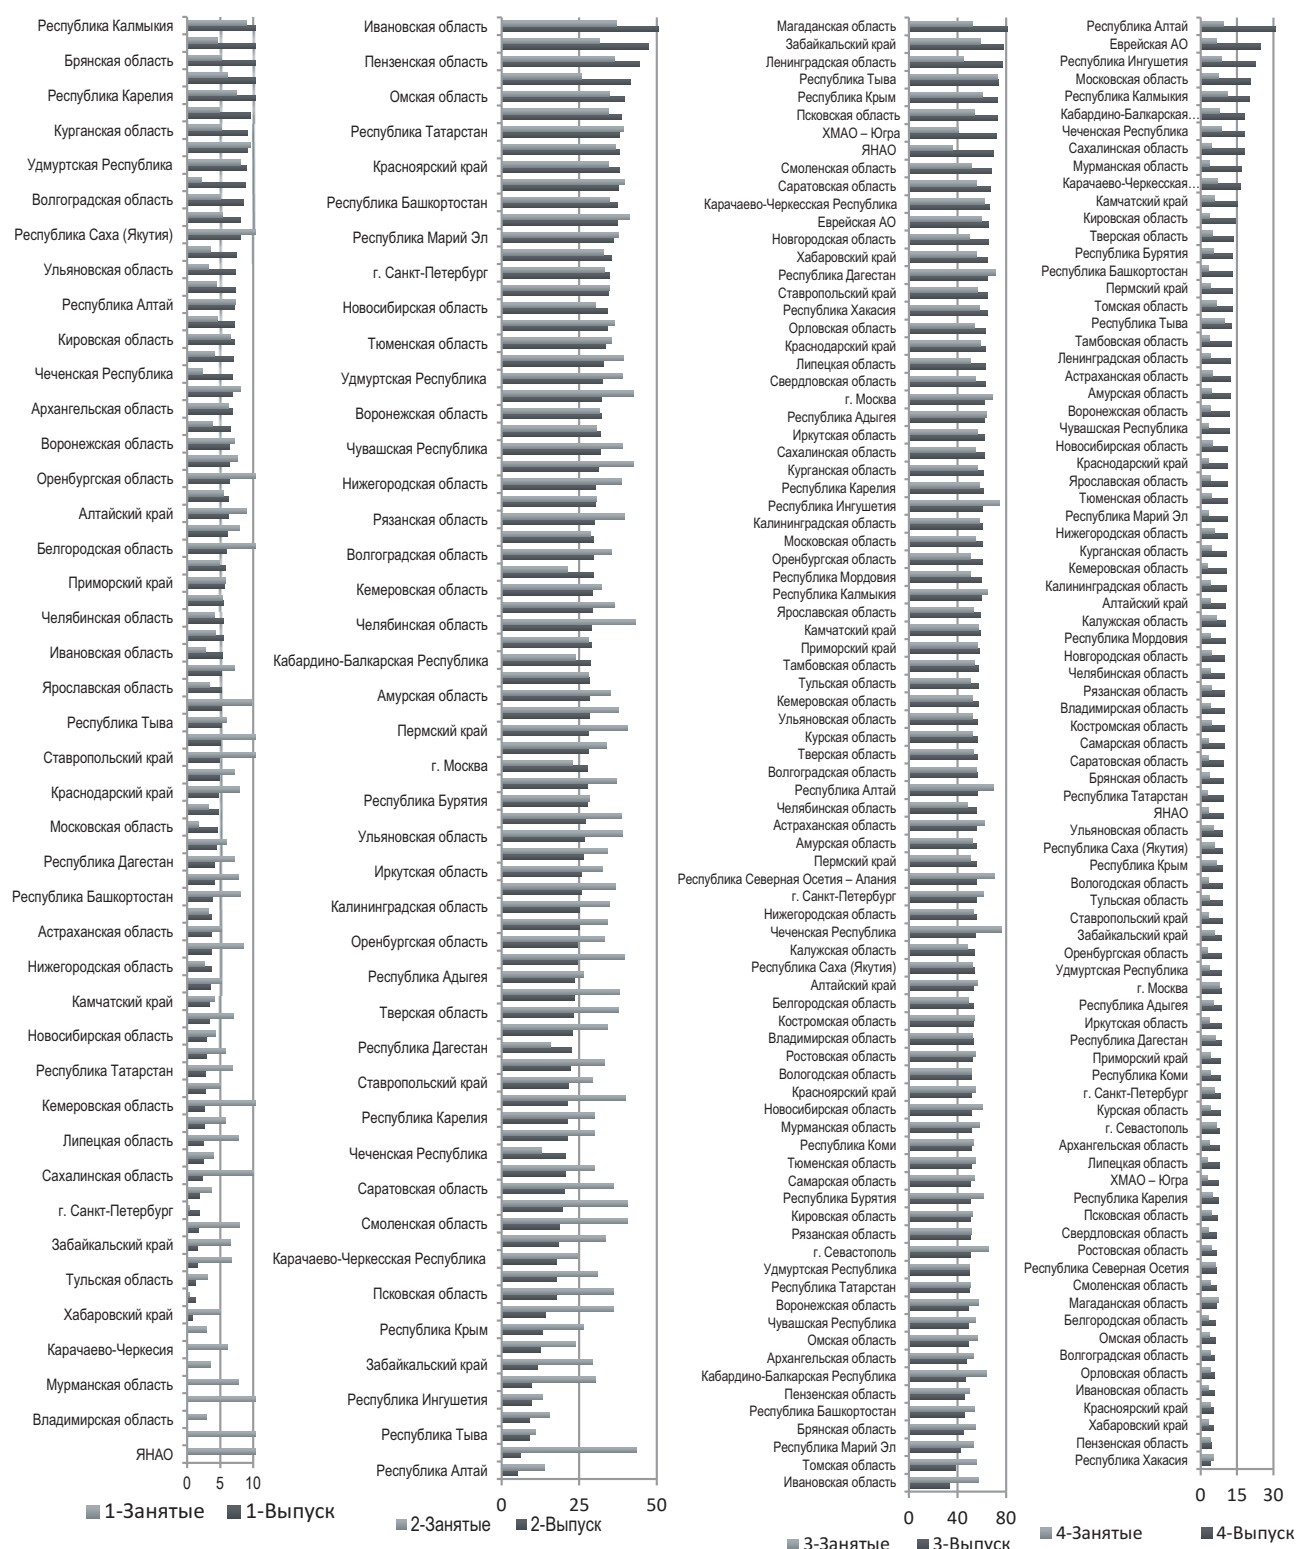 Республика Калмыкия
Брянская область
Республика Карелия
Курганская область
Удмуртская Республика
Волгоградская область
Республика Саха (Якутия)
Ульяновская область
Республика Алтай
Кировская область
Чеченская Республика
Архангельская область
Воронежская область
Оренбургская область
Алтайский край
Белгородская область
Приморский край
Челябинская область
Ивановская область
Ярославская область
Республика Тыва
Ставропольский край
Краснодарский край
Московская область
Республика Дагестан
Республика Башкортостан
Астраханская область
Нижегородская область
Камчатский край
Новосибирская область
Республика Татарстан
Кемеровская область
Липецкая область
Сахалинская область
г. Санкт-Петербург
Забайкальский край
Тульская область
Хабаровский край
Карачаево-Черкесия
Мурманская область
Владимирская область
ЯНАО
0 5 10
1-Занятые 1-Выпуск
Ивановская область
Пензенская область
Омская область
Республика Татарстан
Красноярский край
Республика Башкортостан
Республика Марий Эл
г. Санкт-Петербург
Новосибирская область
Тюменская область
Удмуртская Республика
Воронежская область
Чувашская Республика
Нижегородская область
Рязанская область
Волгоградская область
Кемеровская область
Челябинская область
Кабардино-Балкарская Республика
Амурская область
Пермский край
г. Москва
Республика Бурятия
Ульяновская область
Иркутская область
Калининградская область
Оренбургская область
Республика Адыгея
Тверская область
Республика Дагестан
Ставропольский край
Республика Карелия
Чеченская Республика
Саратовская область
Смоленская область
Карачаево-Черкесская Республика
Псковская область
Республика Крым
Забайкальский край
Республика Ингушетия
Республика Тыва
Республика Алтай
0 25 50
2-Занятые 2-Выпуск
Магаданская область
Забайкальский край
Ленинградская область
Республика Тыва
Республика Крым
Псковская область
ХМАО – Югра
ЯНАО
Смоленская область
Саратовская область
Карачаево-Черкесская Республика
Еврейская АО
Новгородская область
Хабаровский край
Республика Дагестан
Ставропольский край
Республика Хакасия
Орловская область
Краснодарский край
Липецкая область
Свердловская область
г. Москва
Республика Адыгея
Иркутская область
Сахалинская область
Курганская область
Республика Карелия
Республика Ингушетия
Калининградская область
Московская область
Оренбургская область
Республика Мордовия
Республика Калмыкия
Ярославская область
Камчатский край
Приморский край
Тамбовская область
Тульская область
Кемеровская область
Ульяновская область
Курская область
Тверская область
Волгоградская область
Республика Алтай
Челябинская область
Астраханская область
Амурская область
Пермский край
Республика Северная Осетия – Алания
г. Санкт-Петербург
Нижегородская область
Чеченская Республика
Калужская область
Республика Саха (Якутия)
Алтайский край
Белгородская область
Костромская область
Владимирская область
Ростовская область
Вологодская область
Красноярский край
Новосибирская область
Мурманская область
Республика Коми
Тюменская область
Самарская область
Республика Бурятия
Кировская область
Рязанская область
г. Севастополь
Удмуртская Республика
Республика Татарстан
Воронежская область
Чувашская Республика
Омская область
Архангельская область
Кабардино-Балкарская Республика
Пензенская область
Республика Башкортостан
Брянская область
Республика Марий Эл
Томская область
Ивановская область
0 40 80
3-Занятые 3-Выпуск
Республика Алтай
Еврейская АО
Республика Ингушетия
Московская область
Республика Калмыкия
Кабардино-Балкарская…
Чеченская Республика
Сахалинская область
Мурманская область
Карачаево-Черкесская…
Камчатский край
Кировская область
Тверская область
Республика Бурятия
Республика Башкортостан
Пермский край
Томская область
Республика Тыва
Тамбовская область
Ленинградская область
Астраханская область
Амурская область
Воронежская область
Чувашская Республика
Новосибирская область
Краснодарский край
Ярославская область
Тюменская область
Республика Марий Эл
Нижегородская область
Курганская область
Кемеровская область
Калининградская область
Алтайский край
Калужская область
Республика Мордовия
Новгородская область
Челябинская область
Рязанская область
Владимирская область
Костромская область
Самарская область
Саратовская область
Брянская область
Республика Татарстан
ЯНАО
Ульяновская область
Республика Саха (Якутия)
Республика Крым
Вологодская область
Тульская область
Ставропольский край
Забайкальский край
Оренбургская область
Удмуртская Республика
г. Москва
Республика Адыгея
Иркутская область
Республика Дагестан
Приморский край
Республика Коми
г. Санкт-Петербург
Курская область
г. Севастополь
Архангельская область
Липецкая область
ХМАО – Югра
Республика Карелия
Псковская область
Свердловская область
Ростовская область
Республика Северная Осетия
Смоленская область
Магаданская область
Белгородская область
Омская область
Волгоградская область
Орловская область
Ивановская область
Красноярский край
Хабаровский край
Пензенская область
Республика Хакасия
0 15 30
4-Занятые 4-Выпуск